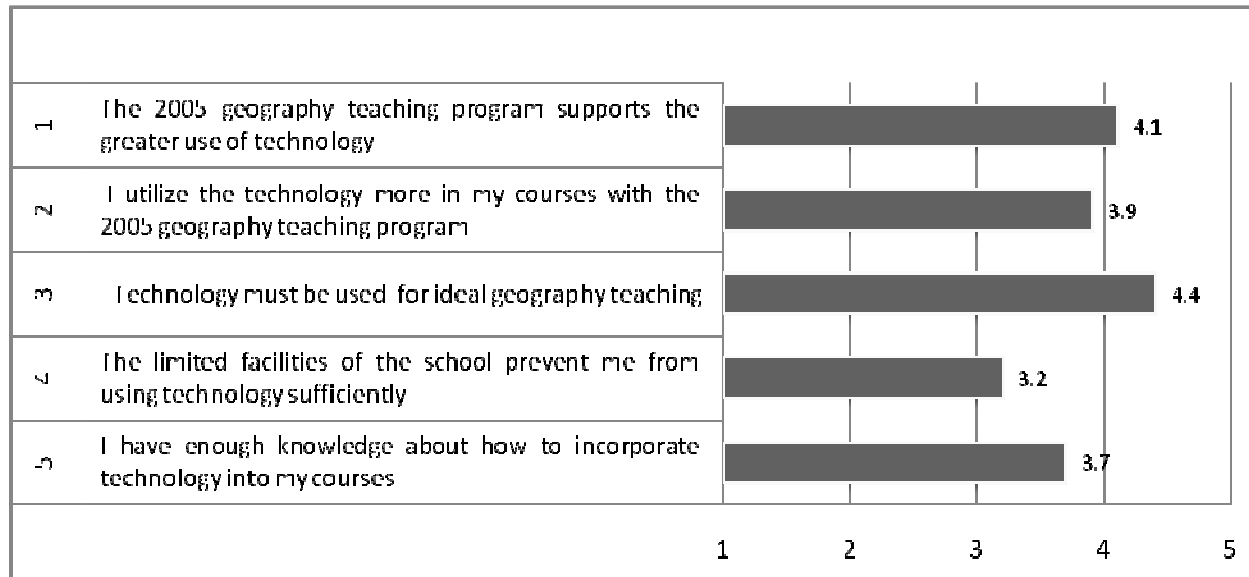 1 The 2005 geography teaching program supports the
greater use of technology
4.1
2 I utilize the technology more in my courses with the
2005 geography teaching program
3.9
3 Technology must be used for ideal geography teaching
4.4
4 The limited facilities of the school prevent me from
using technology sufficiently
3.2
5 I have enough knowledge about how to incorporate
technology into my courses
3.7
1 2 3 4 5